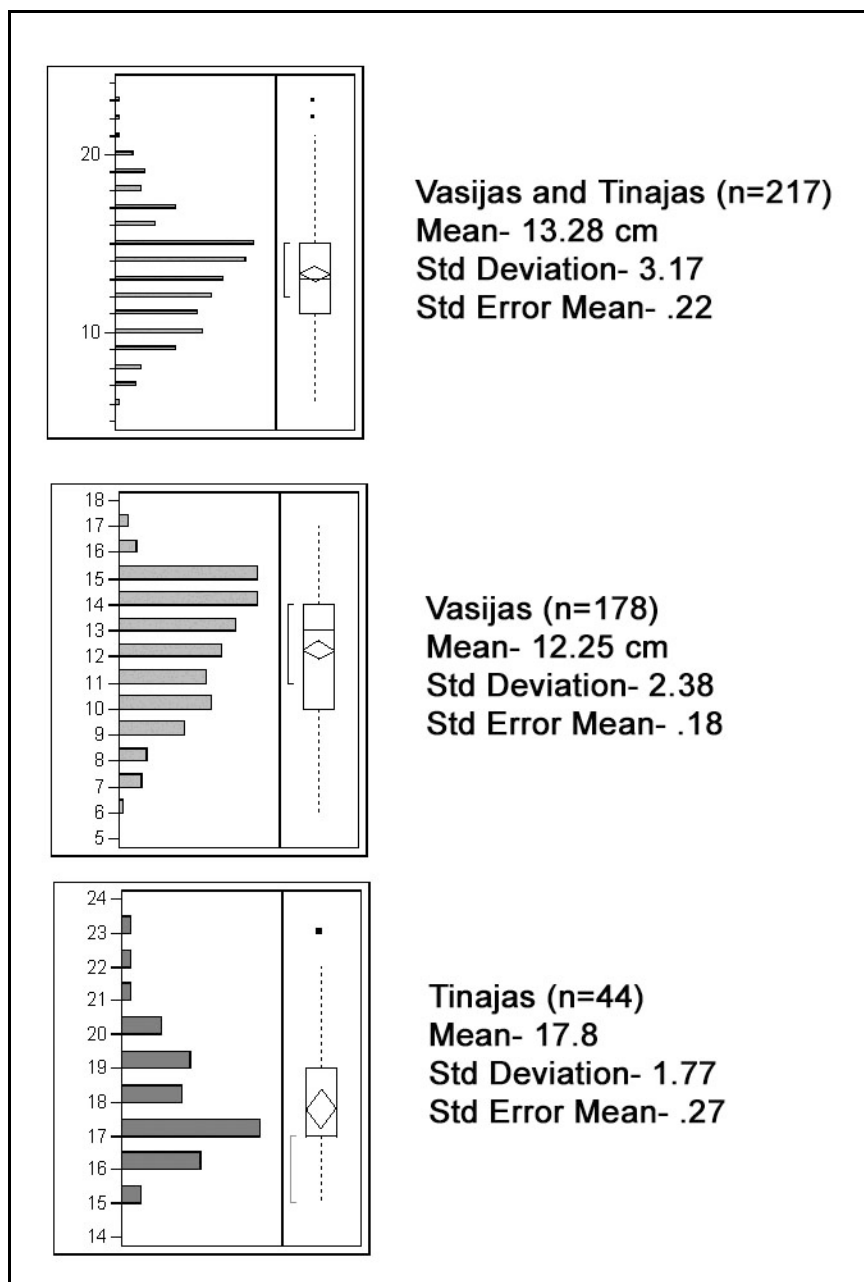 20
10
Vasijas and Tinajas (n=217)
Mean- 13.28 cm
Std Deviation- 3.17
Std Error Mean- .22
18
17
16
15
14
13
12
11
10
9
8
7
6
5
Vasijas (n=178)
Mean- 12.25 cm
Std Deviation- 2.38
Std Error Mean- .18
24
23
22
21
20
19
18
17
16
15
14
Tinajas (n=44)
Mean- 17.8
Std Deviation- 1.77
Std Error Mean- .27